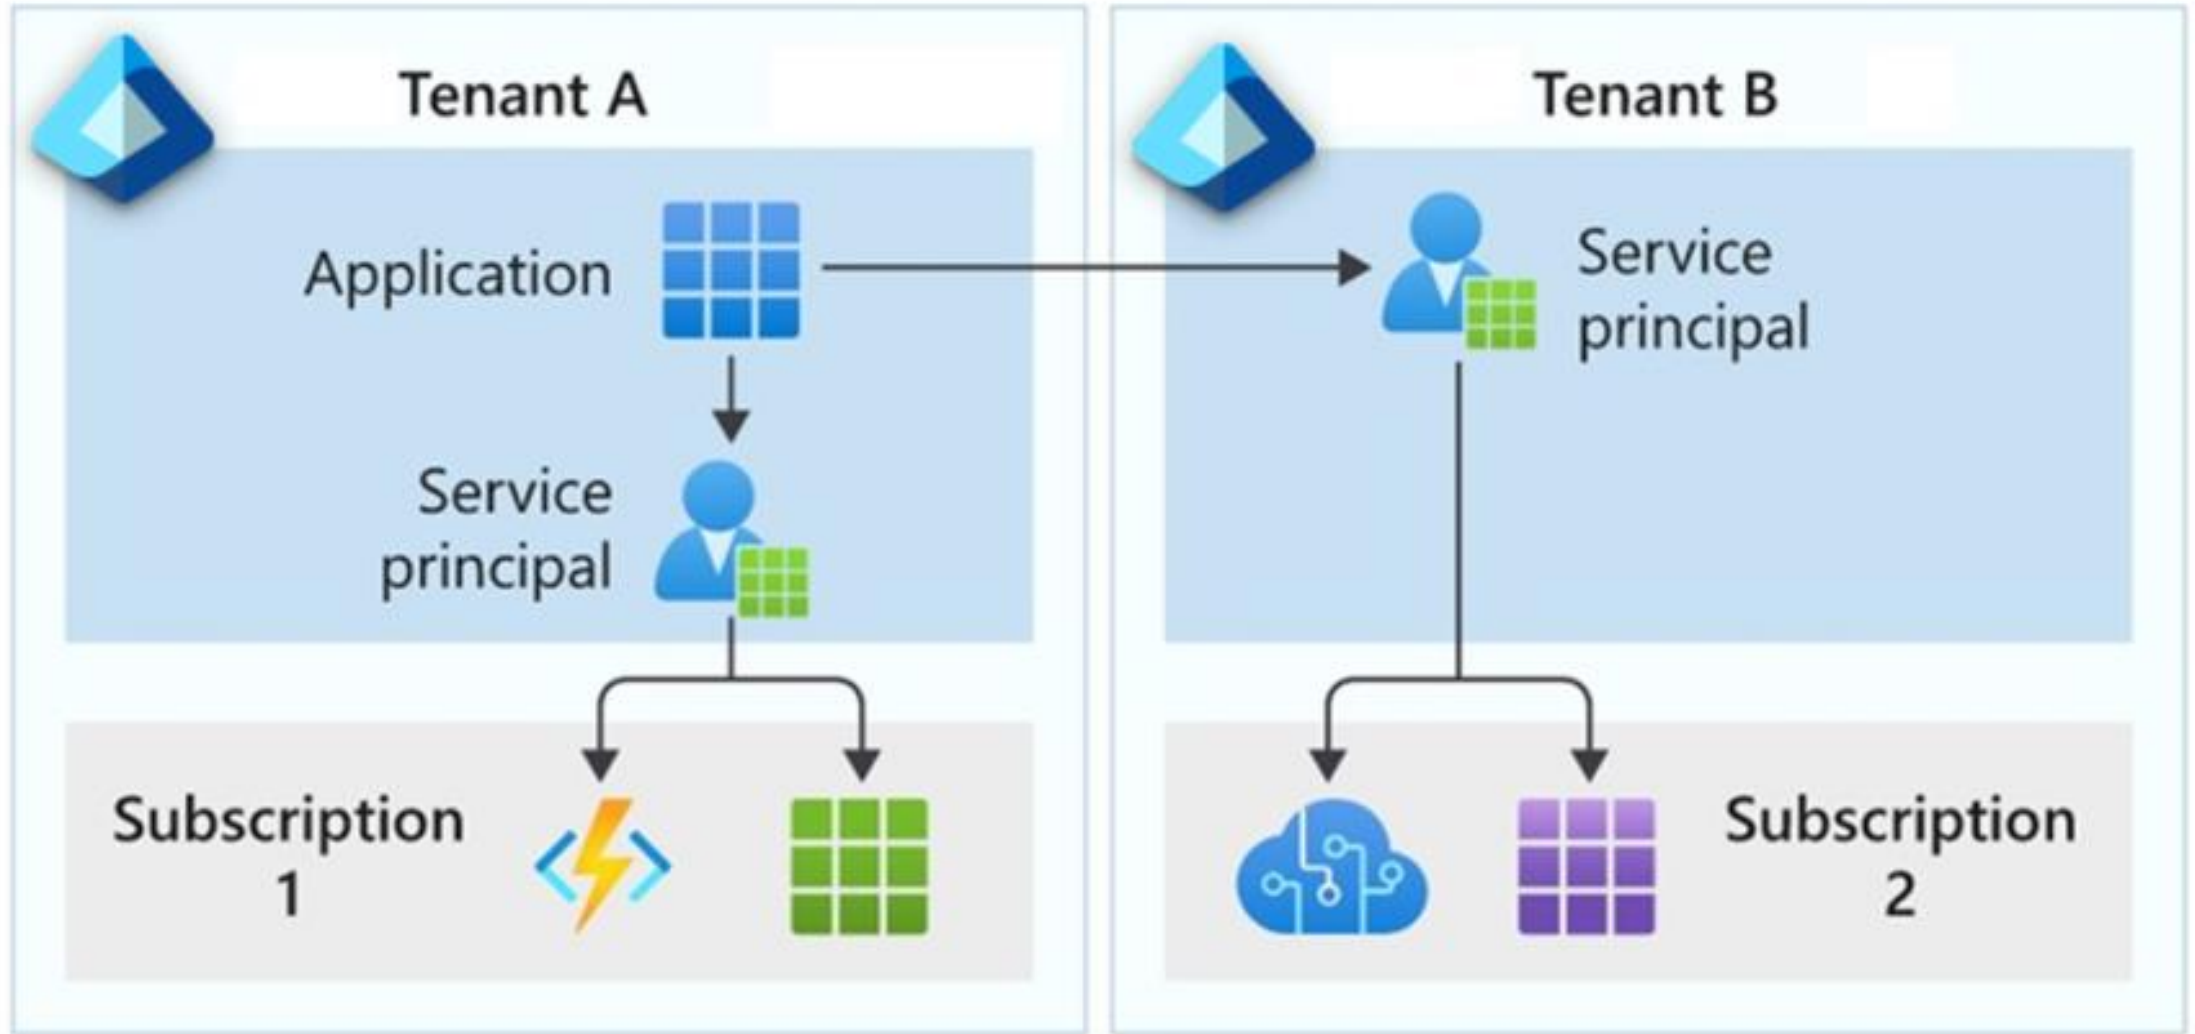 Tenant A
Application
Service
principal
Subscription
1
Tenant B
Service
principal
Subscription
2